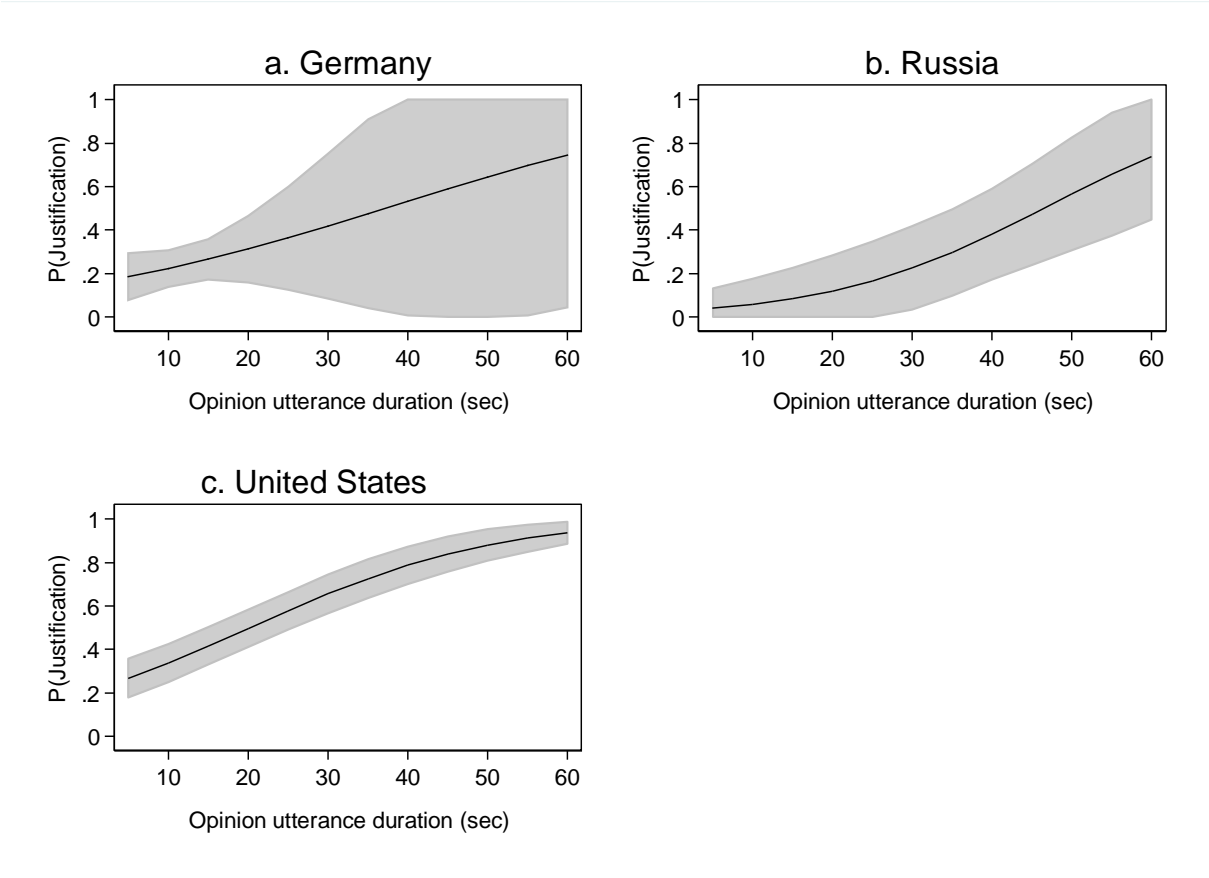 a. Germany
P(Justification)
1
.8
.6
.4
.2
0
10 20 30 40 50 60
Opinion utterance duration (sec)
b. Russia
P(Justification)
1
.8
.6
.4
.2
0
10 20 30 40 50 60
Opinion utterance duration (sec)
c. United States
P(Justification)
1
.8
.6
.4
.2
0
10 20 30 40 50 60
Opinion utterance duration (sec)